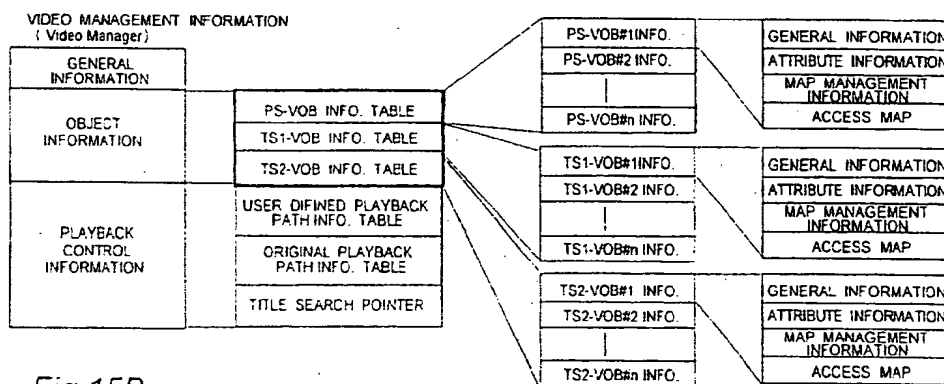 VIDEO MANAGEMENT INFORMATION
( Video Manager)
GENERAL
INFORMATION
OBJECT
INFORMATION
PLAYBACK
CONTROL
INFORMATION
PS-VOB INFO. TABLE
TS1-VOB INFO. TABLE
TS2-VOB INFO. TABLE
USER DIFINED PLAYBACK
PATH INFO. TABLE
ORIGINAL PLAYBACK
PATH INFO. TABLE
TITLE SEARCH POINTER
PS-VOB#1INFO.
PS-VOB#2 INFO.
PS-VOB#n INFO.
GENERAL INFORMATION
ATTRIBUTE INFORMATION
MAP MANAGEMENT
INFORMATION
ACCESS MAP
TS1-VOB#1INFO.
TS1-VOB#2 INFO.
TS1-VOB#n INFO.
GENERAL INFORMATION
ATTRIBUTE INFORMATION
MAP MANAGEMENT
INFORMATION
ACCESS MAP
TS2-VOB#1 INFO.
TS2-VOB#2 INFO.
TS2-VOB#n INFO.
GENERAL INFORMATION
ATTRIBUTE INFORMATION
MAP MANAGEMENT
INFORMATION
ACCESS MAP
Fig.15B